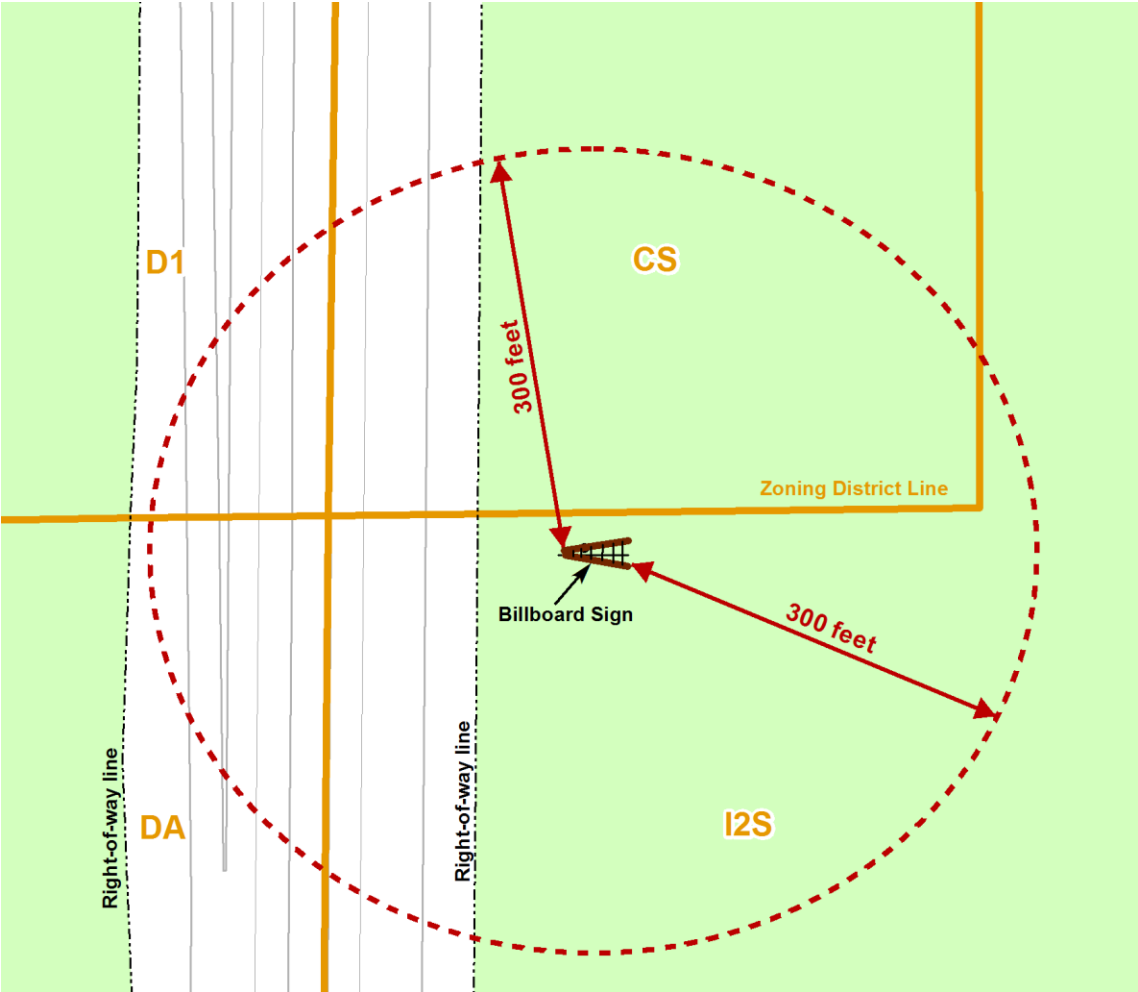 D1
CS
300 feet
Zoning District Line
Billboard Sign
300 feet
Right-of-way line
Right-of-way line
DA
I2S